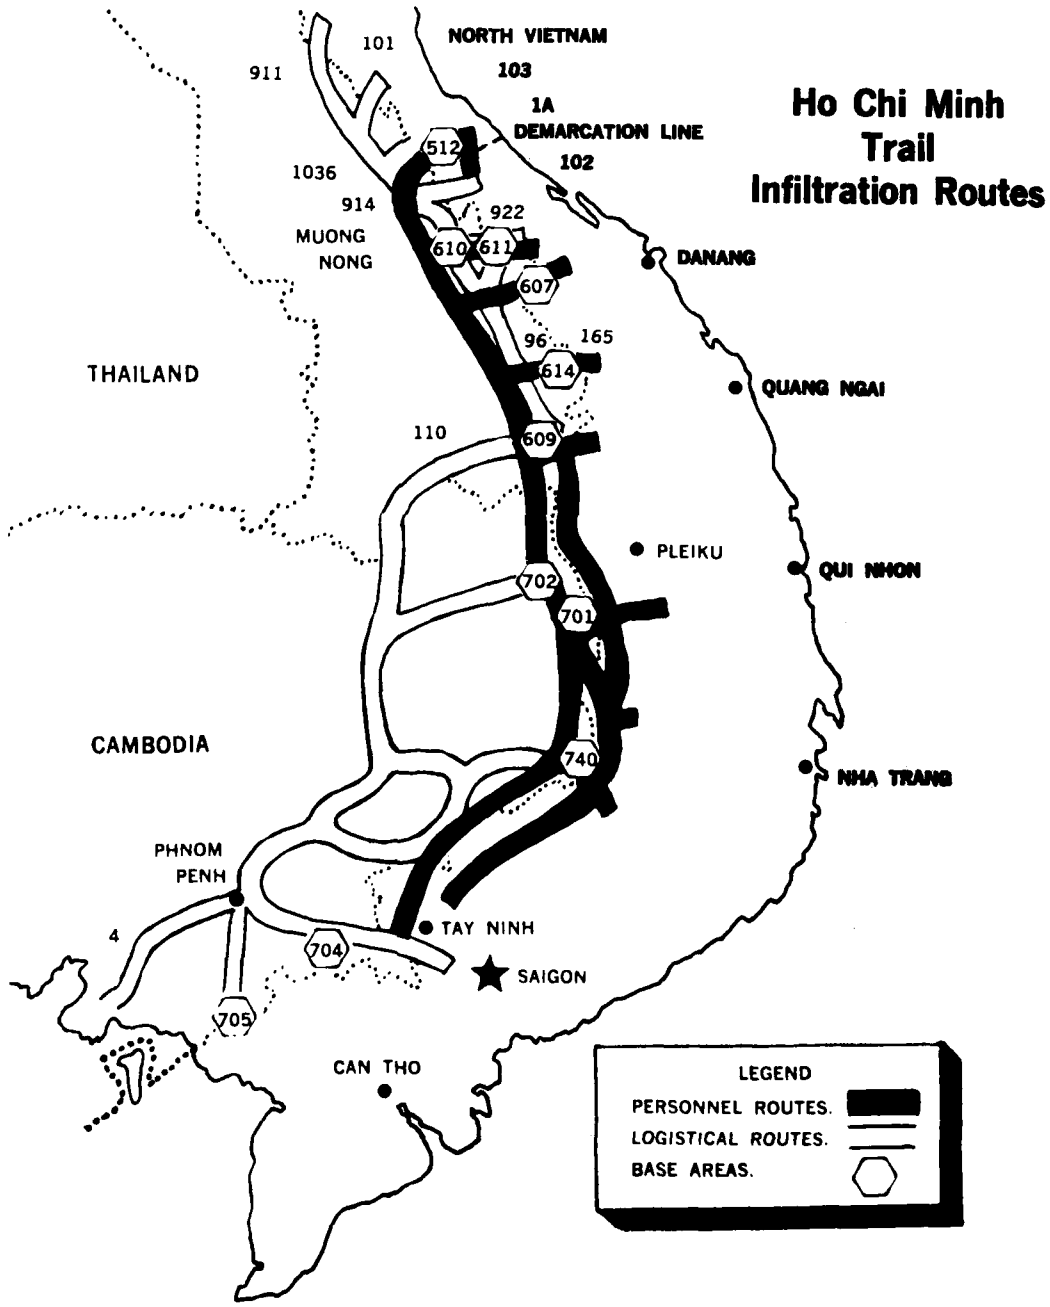 NORTH VIETNAM
101
103
911
Ho Chi Minh
Trail
Infiltration Routes
1A
DEMARCATION LINE
512
102
1036
914
922
MUONG
NONG
610
611
607
DANANG
96
165
614
THAILAND
QUANG NGAI
110
609
PLEIKU
702
QUI NHON
701
CAMBODIA
740
NHA TRANG
PHNOM
PENH
4
TAY NINH
704
SAIGON
705
CAN THO
LEGEND
PERSONNEL ROUTES.
LOGISTICAL ROUTES.
BASE AREAS.